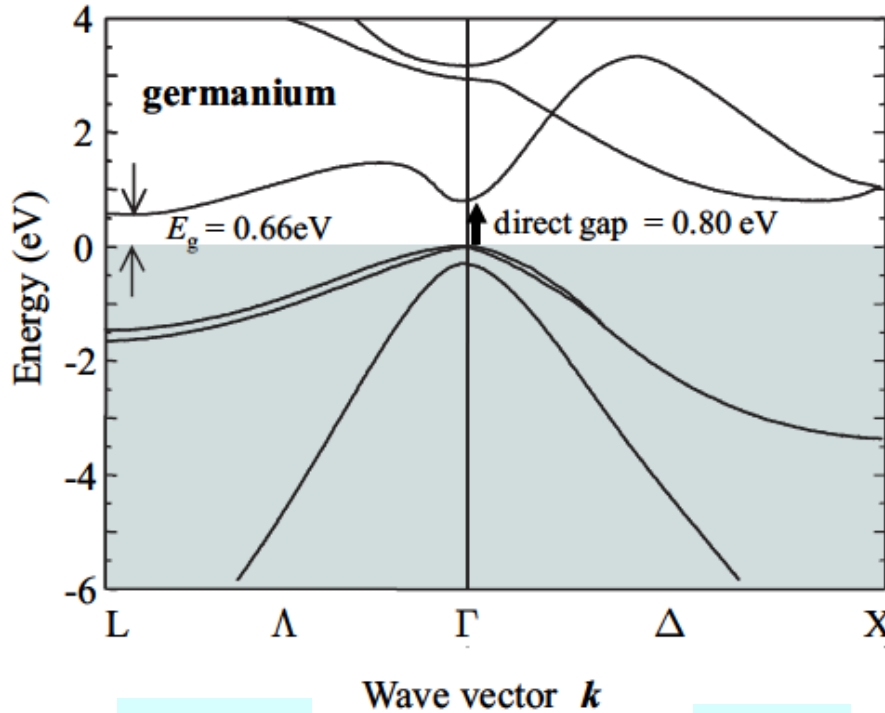 4
germanium
2
E_g = 0.66eV
direct gap = 0.80 eV
0
Energy (eV)
-2
-4
-6
L Λ Γ Δ X
Wave vector k